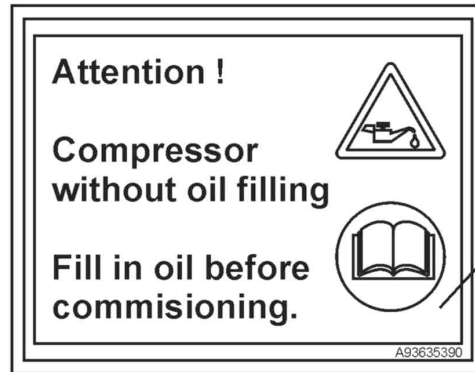 Attention !
Compressor
without oil filling
Fill in oil before
commisioning.
A93635390